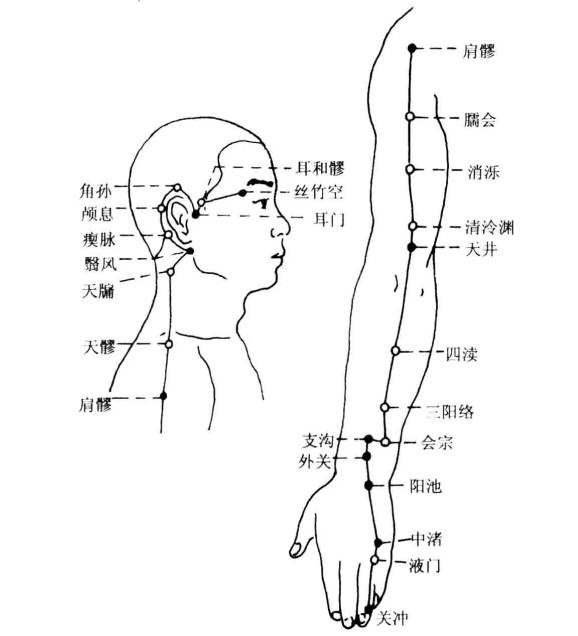 耳和髎
丝竹空
耳门
角孙
颅息
瘈脉
翳风
天牖
天髎
肩髎
肩髎
臑会
消泺
清泠渊
天井
四渎
三阳络
会宗
支沟
外关
阳池
中渚
液门
关冲